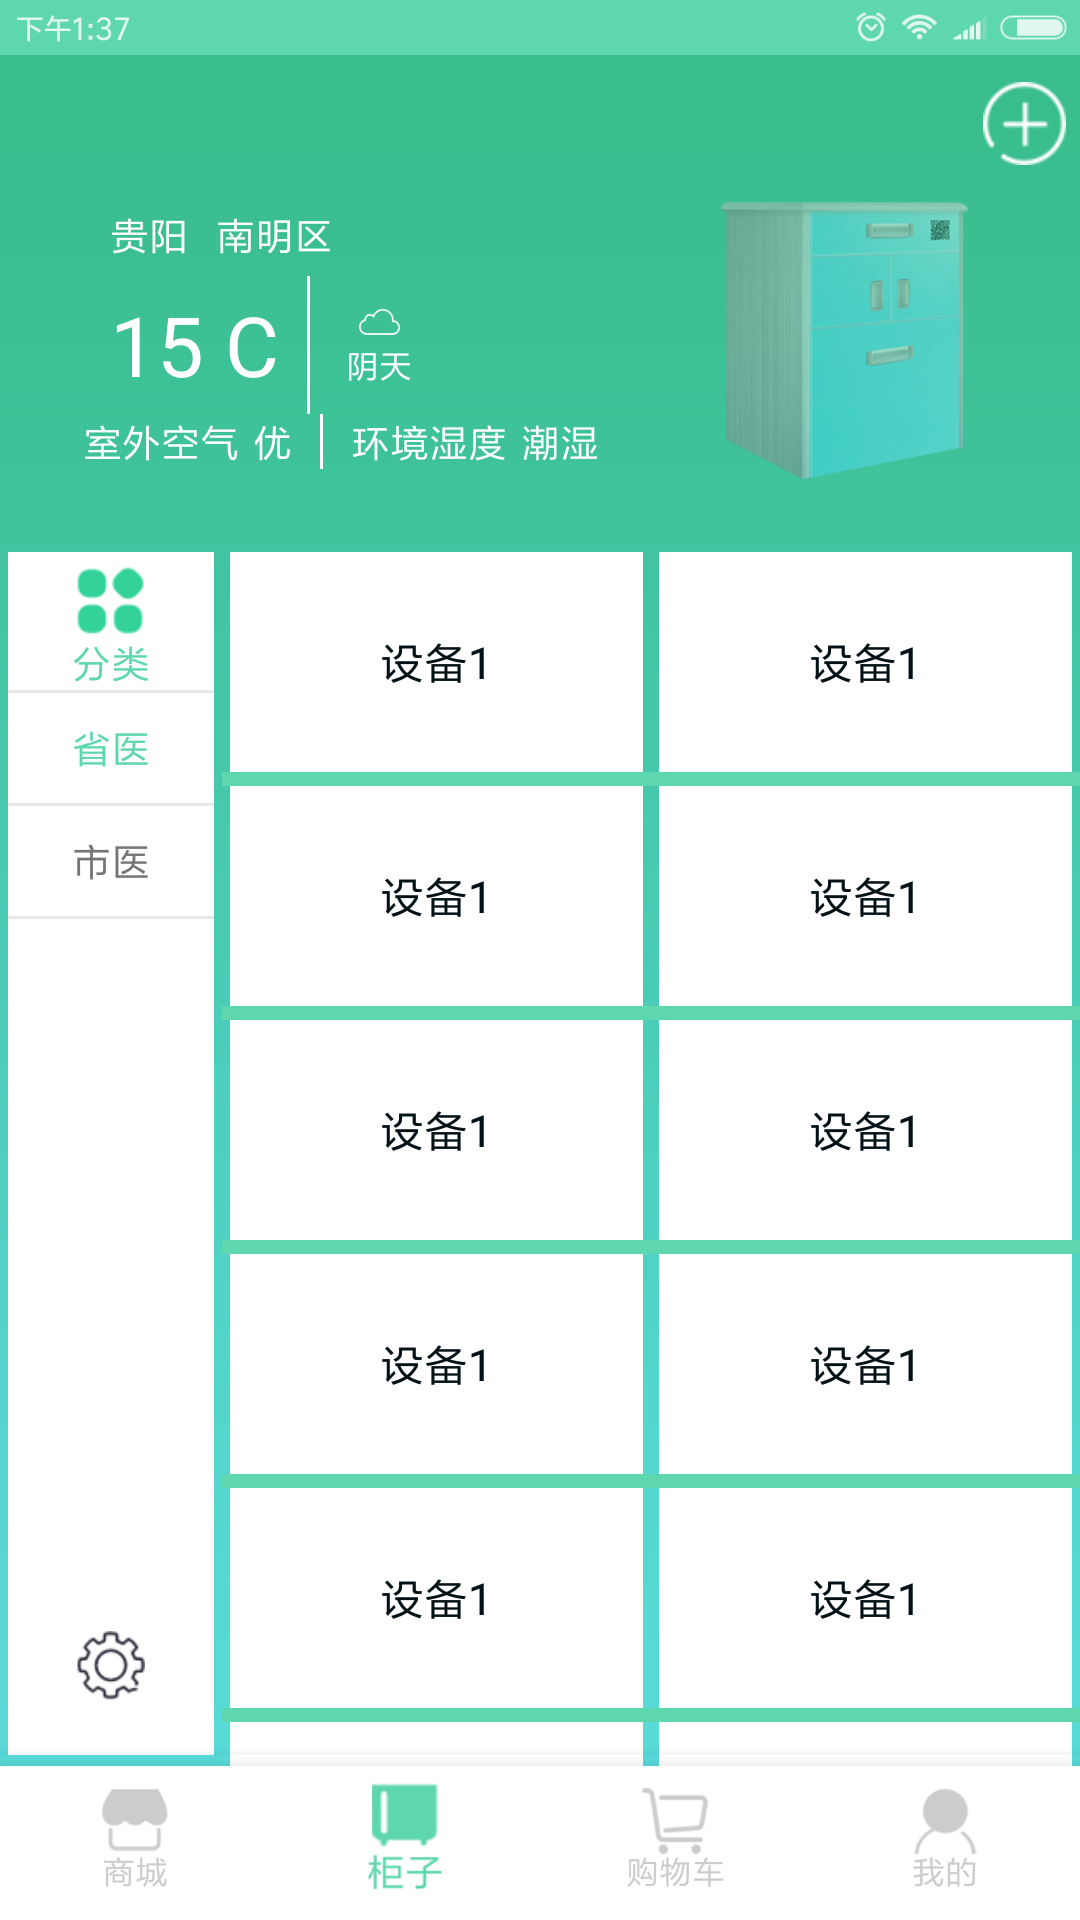 下午1:37
贵阳 南明区
15 C
阴天
室外空气 优
环境湿度 潮湿
分类
省医
市医
设备1 设备1
设备1 设备1
设备1 设备1
设备1 设备1
设备1 设备1
商城 柜子 购物车 我的